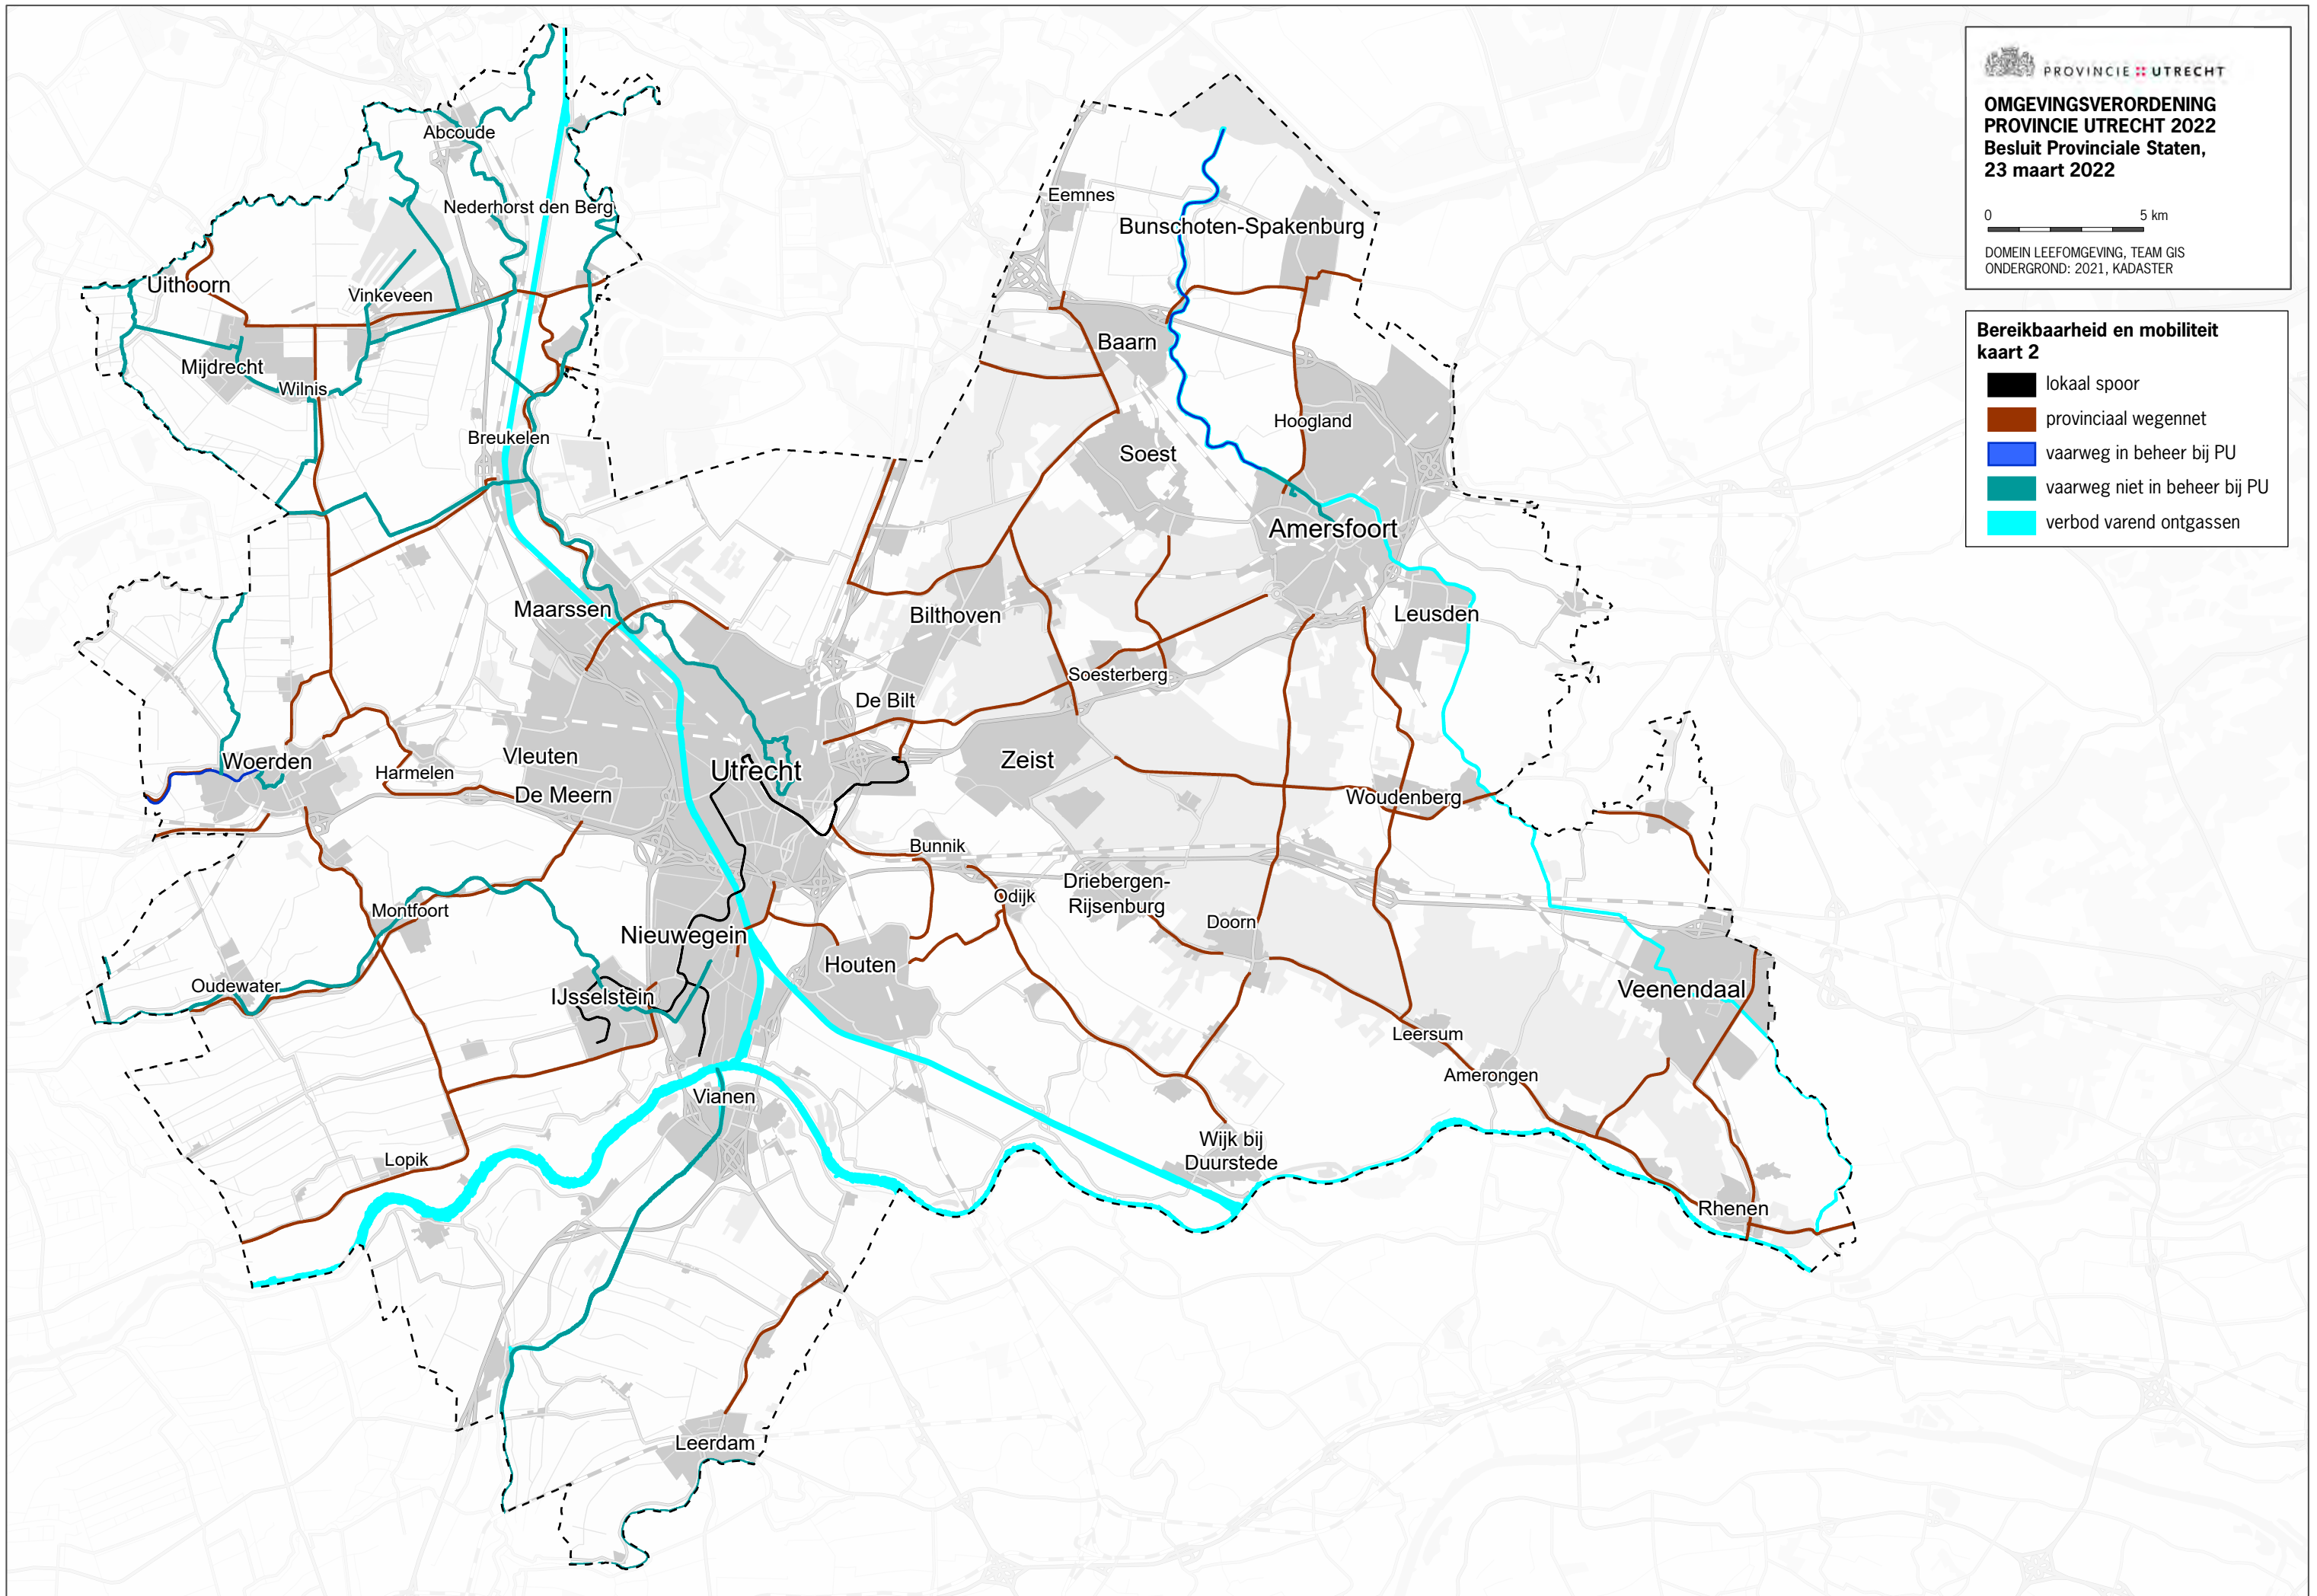 PROVINCIE UTRECHT
OMGEVINGSVERORDENING
PROVINCIE UTRECHT 2022
Besluit Provinciale Staten,
23 maart 2022
0 5 km
DOMEIN LEEFOMGEVING, TEAM GIS
ONDERGROND: 2021, KADASTER
Bereikbaarheid en mobiliteit
kaart 2
lokaal spoor
provinciaal wegennet
vaarweg in beheer bij PU
vaarweg niet in beheer bij PU
verbod varend ontgassen
Abcoude
Eemnes
Nederhorst den Berg
Bunschoten-Spakenburg
Uithoorn
Vinkeveen
Baarn
Mijdrecht
Wilnis
Hoogland
Breukelen
Soest
Amersfoort
Maarssen
Bilthoven
Leusden
Soesterberg
De Bilt
Vleuten
Zeist
Woerden
Harmelen
Utrecht
De Meern
Woudenberg
Bunnik
Driebergen-
Rijsenburg
Odijk
Montfoort
Doorn
Nieuwegein
Houten
Oudewater
IJsselstein
Veenendaal
Leersum
Amerongen
Vianen
Wijk bij
Duurstede
Lopik
Rhenen
Leerdam